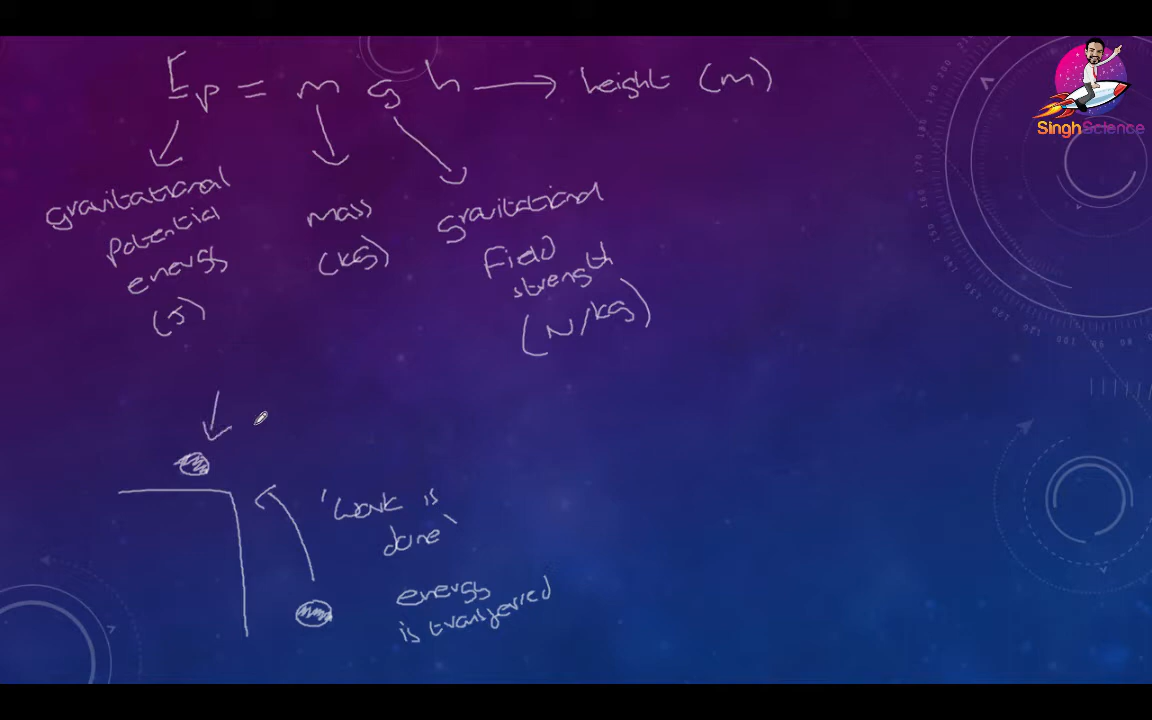 Ep = m g h → height (m)
gravitational
potential
energy
(J)
mass
(kg)
gravitational
field
strength
(N/kg)
'work is
done'
energy
is transferred
SinghScience